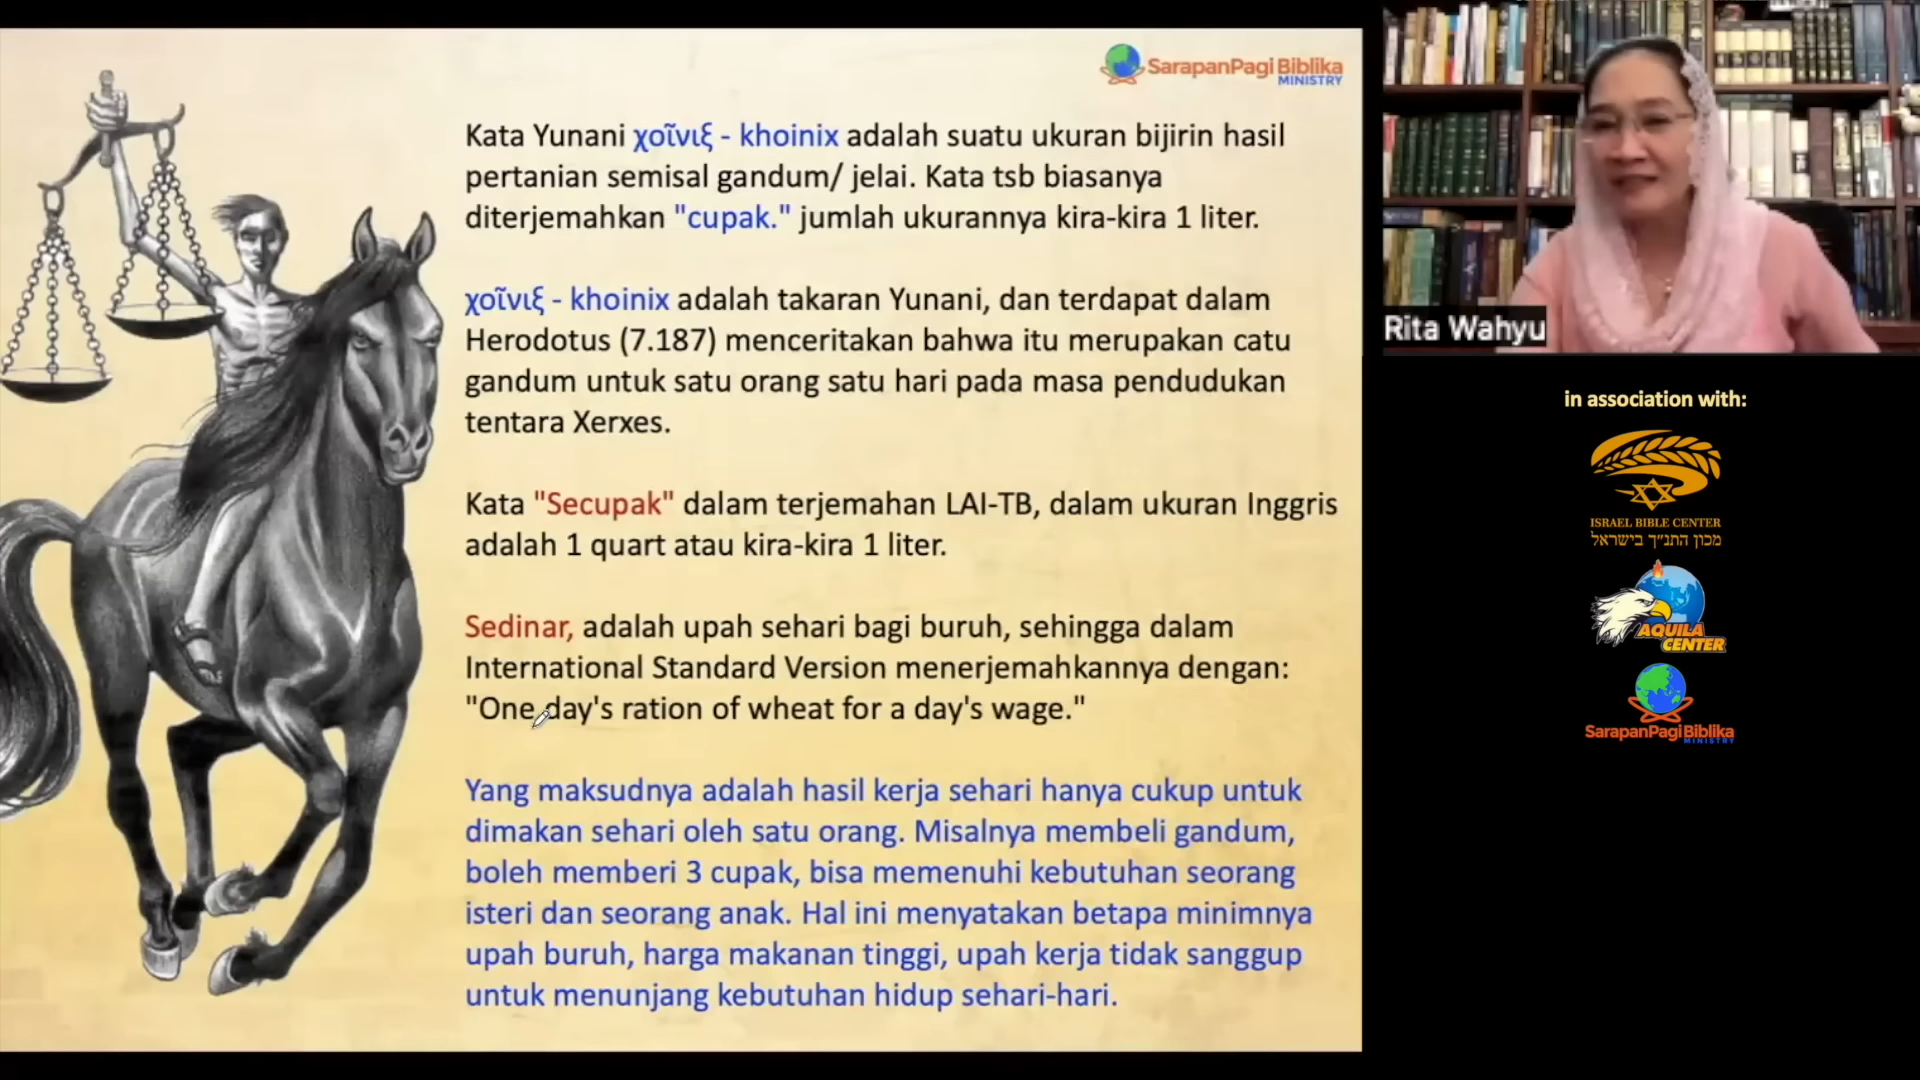 SarapanPagi Biblika
MINISTRY
Kata Yunani χοῖνιξ - khoinix adalah suatu ukuran bijirin hasil
pertanian semisal gandum/ jelai. Kata tsb biasanya
diterjemahkan "cupak." jumlah ukurannya kira-kira 1 liter.
χοῖνιξ - khoinix adalah takaran Yunani, dan terdapat dalam
Herodotus (7.187) menceritakan bahwa itu merupakan catu
gandum untuk satu orang satu hari pada masa pendudukan
tentara Xerxes.
Kata "Secupak" dalam terjemahan LAI-TB, dalam ukuran Inggris
adalah 1 quart atau kira-kira 1 liter.
Sedinar, adalah upah sehari bagi buruh, sehingga dalam
International Standard Version menerjemahkannya dengan:
"One day's ration of wheat for a day's wage."
Yang maksudnya adalah hasil kerja sehari hanya cukup untuk
dimakan sehari oleh satu orang. Misalnya membeli gandum,
boleh memberi 3 cupak, bisa memenuhi kebutuhan seorang
isteri dan seorang anak. Hal ini menyatakan betapa minimnya
upah buruh, harga makanan tinggi, upah kerja tidak sanggup
untuk menunjang kebutuhan hidup sehari-hari.
Rita Wahyu
in association with:
ISRAEL BIBLE CENTER
מכון התנ״ך בישראל
AQUILA
CENTER
SarapanPagi Biblika
MINISTRY